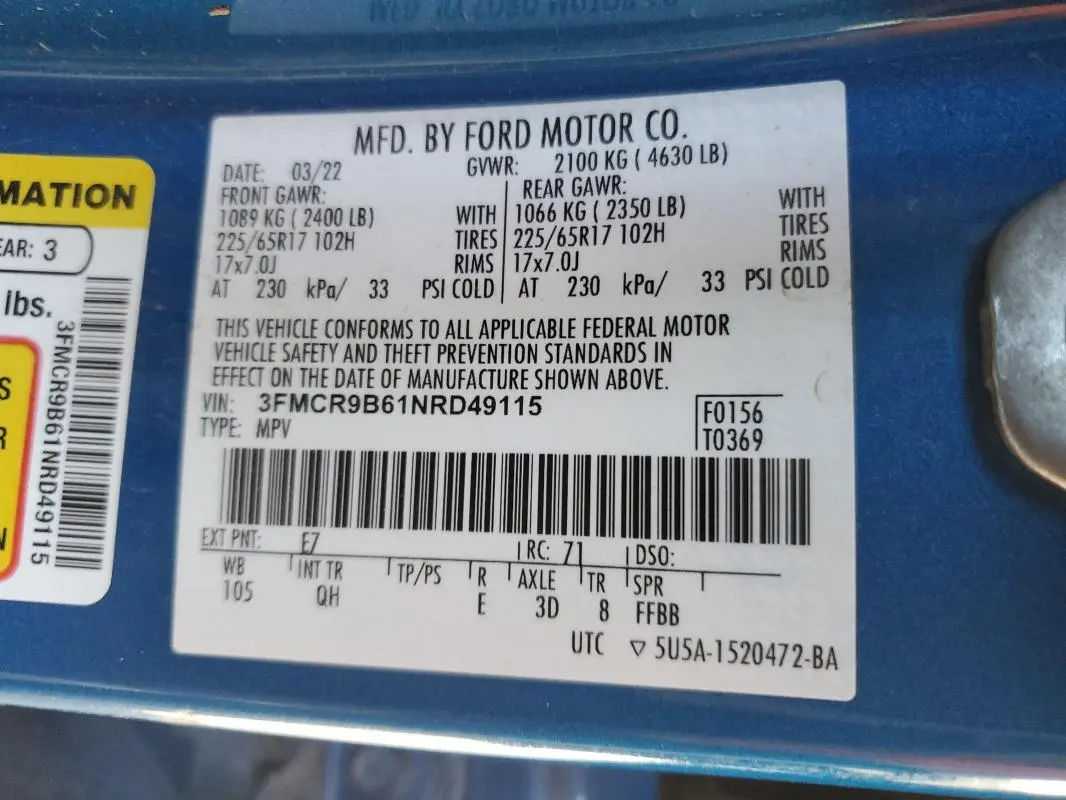 MFD. BY FORD MOTOR CO.
DATE: 03/22 GVWR: 2100 KG ( 4630 LB)
FRONT GAWR: REAR GAWR:
1089 KG ( 2400 LB) WITH 1066 KG ( 2350 LB) WITH
225/65R17 102H TIRES 225/65R17 102H TIRES
17x7.0J RIMS 17x7.0J RIMS
AT 230 kPa/ 33 PSI COLD AT 230 kPa/ 33 PSI COLD
THIS VEHICLE CONFORMS TO ALL APPLICABLE FEDERAL MOTOR
VEHICLE SAFETY AND THEFT PREVENTION STANDARDS IN
EFFECT ON THE DATE OF MANUFACTURE SHOWN ABOVE.
VIN: 3FMCR9B61NRD49115 F0156
TYPE: MPV T0369
EXT PNT: E7 RC: 71 DSO:
WB INT TR TP/PS R AXLE TR SPR
105 QH E 3D 8 FFBB
UTC ▽ 5U5A-1520472-BA
MATION
EAR: 3
lbs.
3FMCR9B61NRD49115
S
R
N